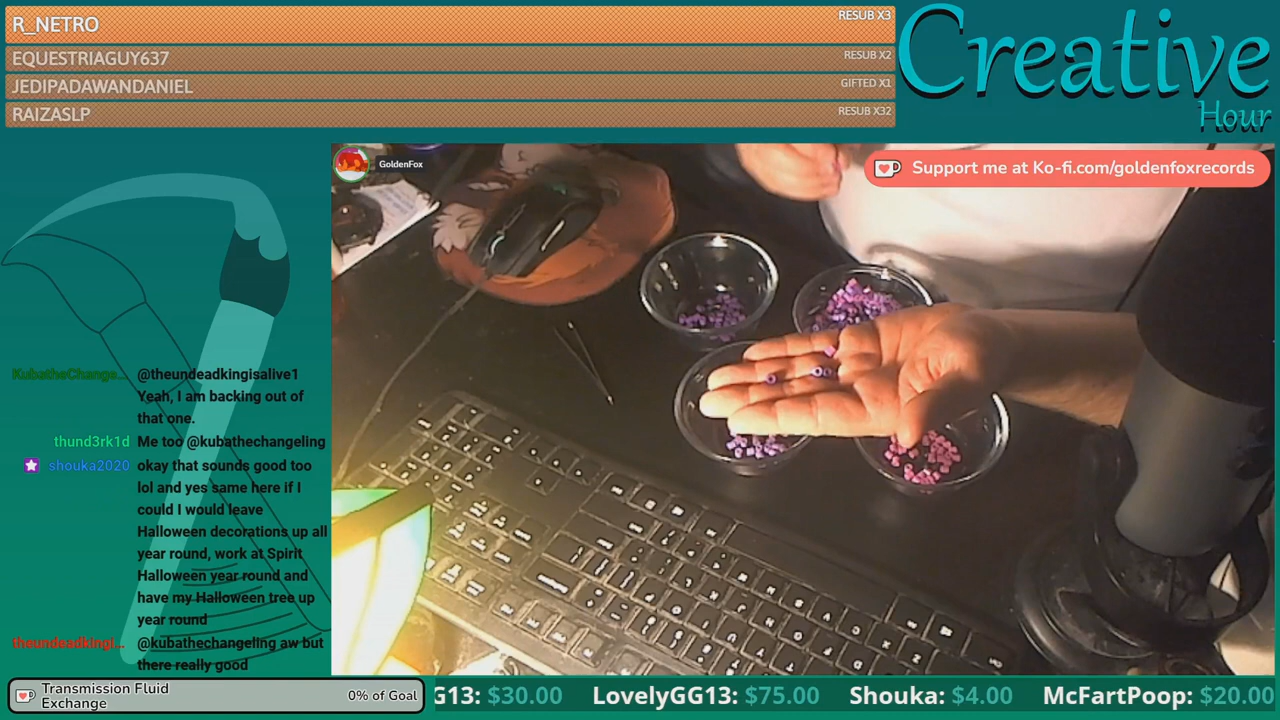 R_NETRO RESUB X3
EQUESTRIAGUY637 RESUB X2
JEDIPADAWANDANIEL GIFTED X1
RAIZASLP RESUB X32
Creative
Hour
GoldenFox
Support me at Ko-fi.com/goldenfoxrecords
KubatheChange... @theundeadkingisalive1
Yeah, I am backing out of
that one.
thund3rk1d Me too @kubathechangeling
shouka2020 okay that sounds good too
lol and yes same here if I
could I would leave
Halloween decorations up all
year round, work at Spirit
Halloween year round and
have my Halloween tree up
year round
theundeadkingi... @kubathechangeling aw but
there really good
Transmission Fluid
Exchange
0% of Goal
G13: $30.00 LovelyGG13: $75.00 Shouka: $4.00 McFartPoop: $20.00